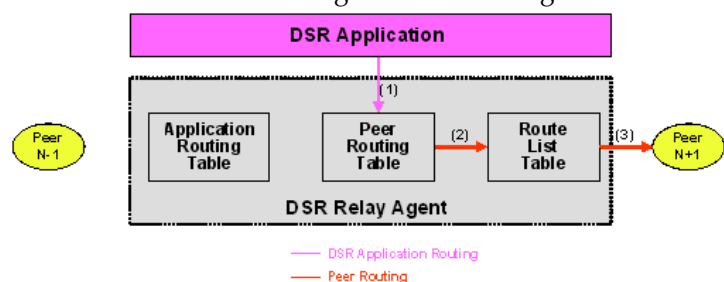 DSR Application
(1)
Peer
N-1
Application
Routing
Table
Peer
Routing
Table
(2)
Route
List
Table
(3)
Peer
N+1
DSR Relay Agent
DSR Application Routing
Peer Routing